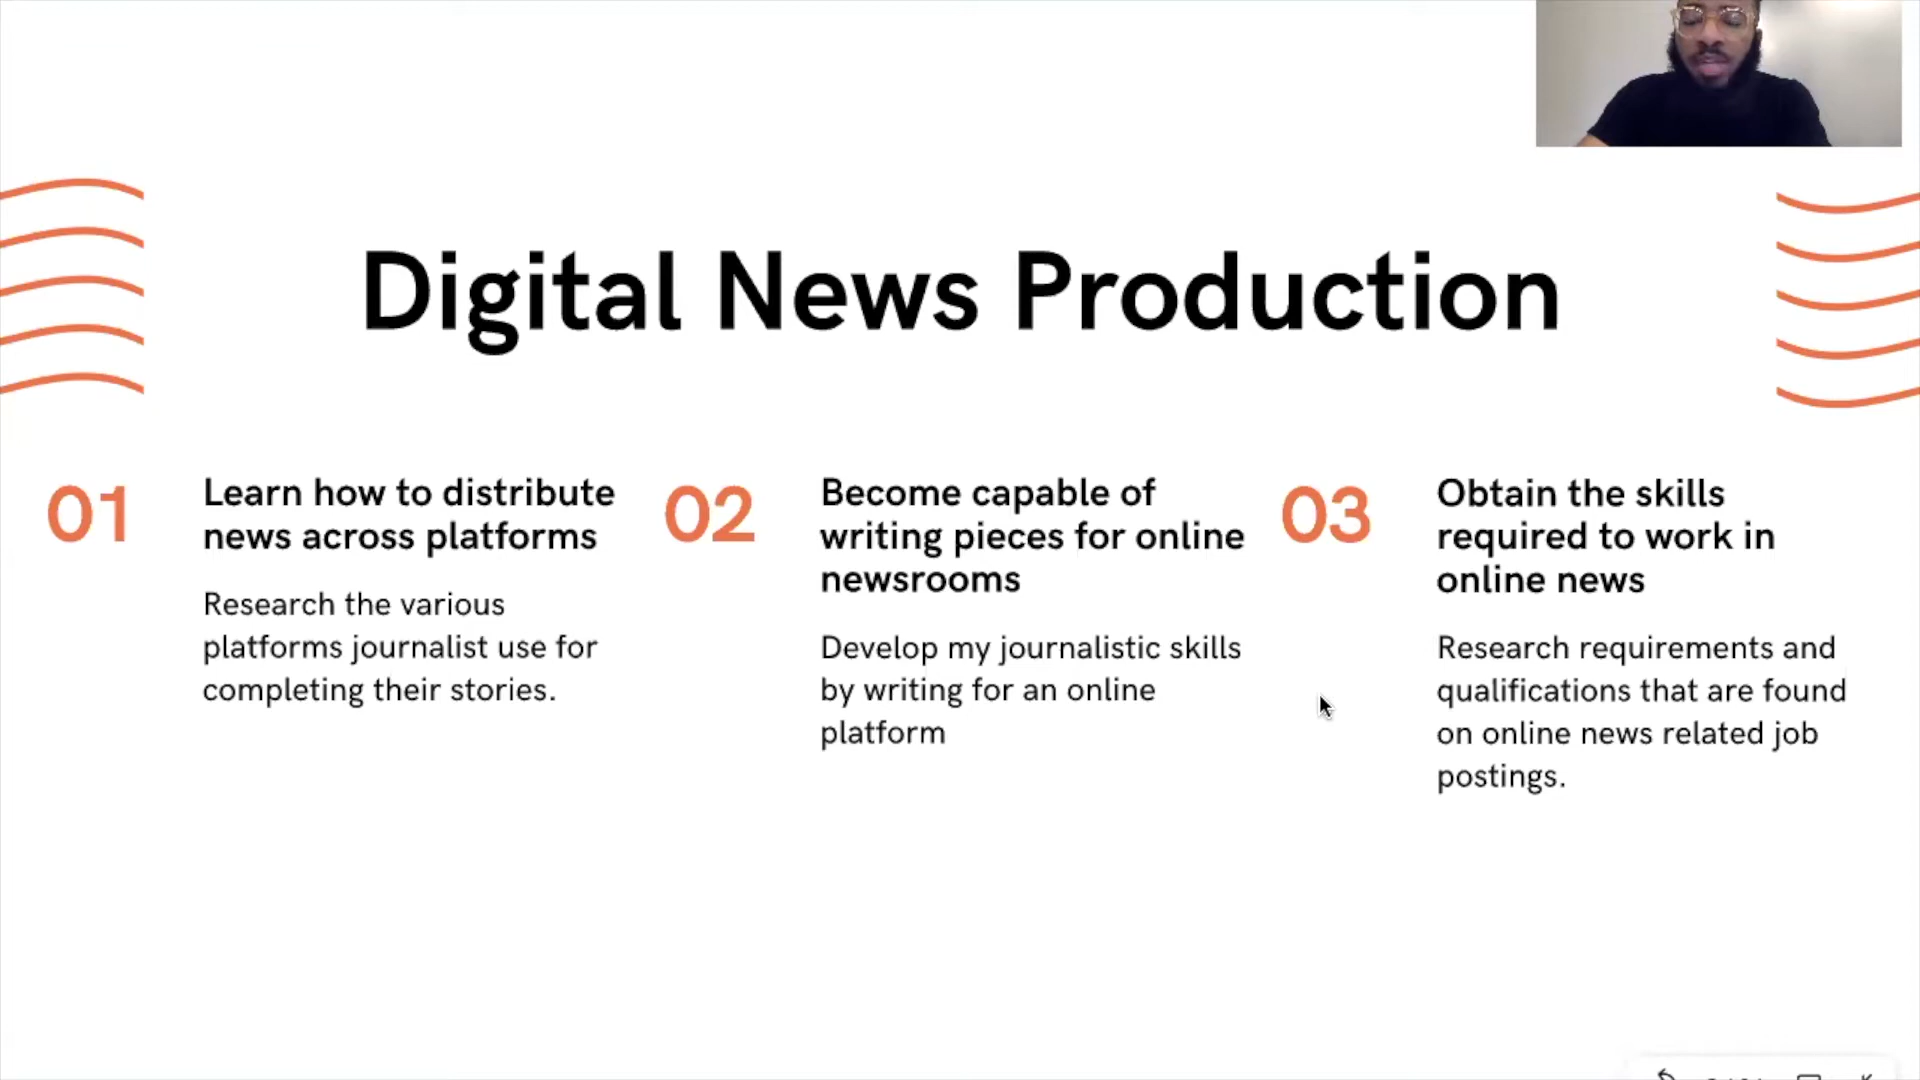 Digital News Production
01
Learn how to distribute
news across platforms
Research the various
platforms journalist use for
completing their stories.
02
Become capable of
writing pieces for online
newsrooms
Develop my journalistic skills
by writing for an online
platform
03
Obtain the skills
required to work in
online news
Research requirements and
qualifications that are found
on online news related job
postings.